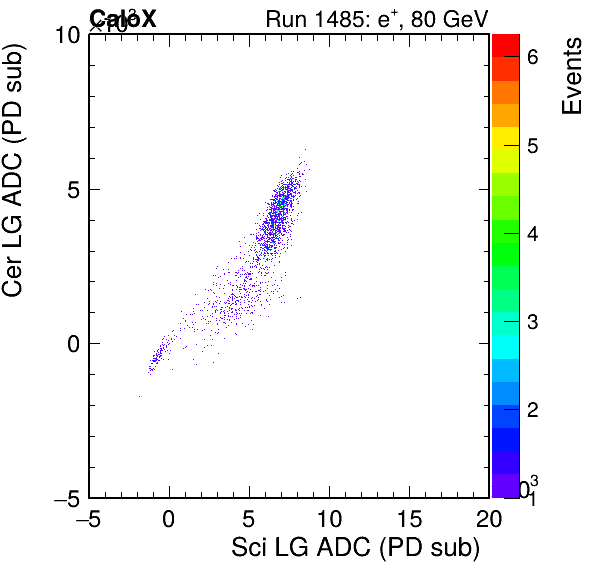 CaloX Run 1485: e⁺, 80 GeV
×10³
Cer LG ADC (PD sub)
10
5
0
−5
−5 0 5 10 15 20
Sci LG ADC (PD sub)
Events
6
5
4
3
2
1